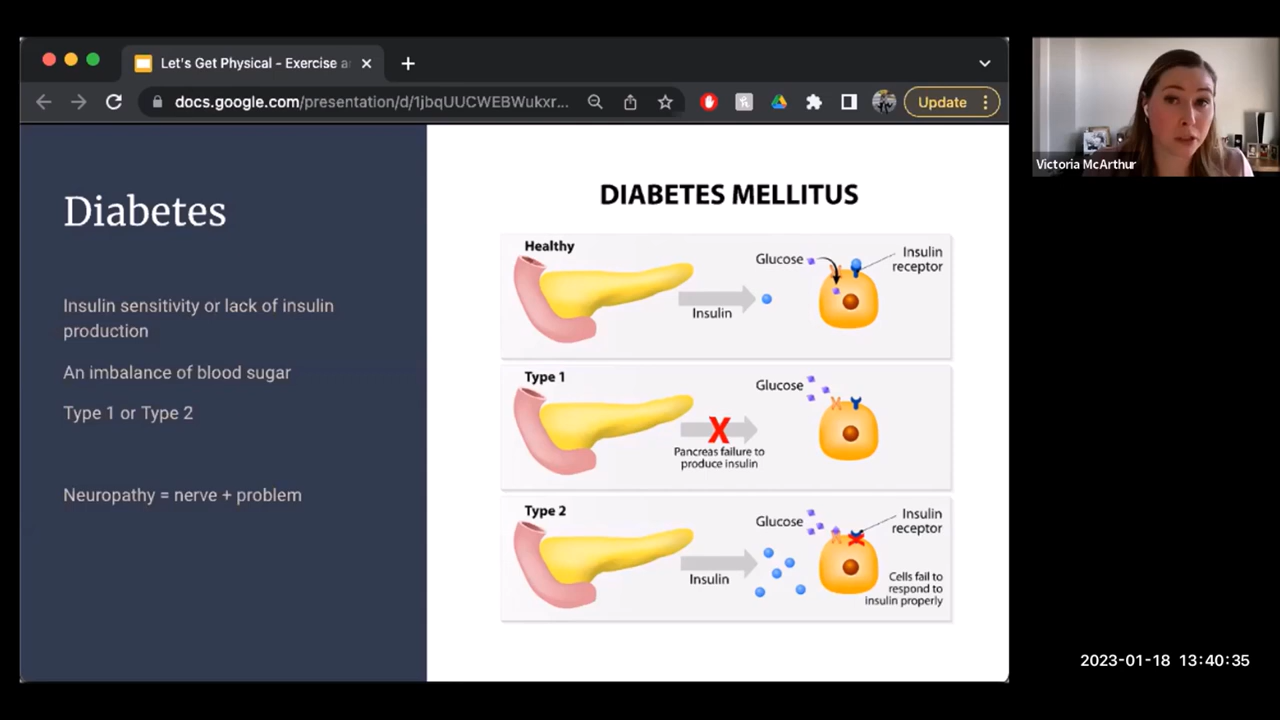 Let's Get Physical - Exercise a
docs.google.com/presentation/d/1jbqUUCWEBWukxr...
Update
Victoria McArthur
Diabetes
Insulin sensitivity or lack of insulin
production
An imbalance of blood sugar
Type 1 or Type 2
Neuropathy = nerve + problem
DIABETES MELLITUS
Healthy
Insulin
Glucose
Insulin
receptor
Type 1
Pancreas failure to
produce insulin
Glucose
X
Type 2
Insulin
Glucose
Insulin
receptor
Cells fail to
respond to
insulin properly
2023-01-18 13:40:35